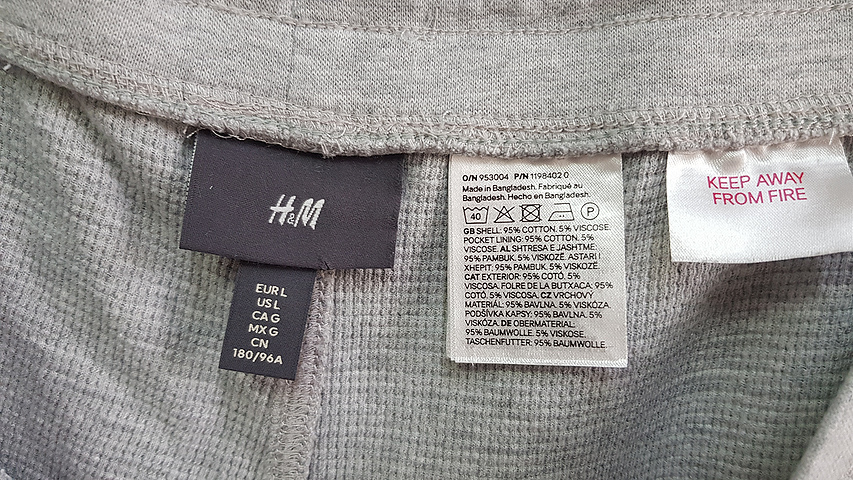 H&M
EUR L
US L
CA G
MX G
CN
180/96A
O/N 953004 P/N 1198402 0
Made in Bangladesh. Fabriqué au
Bangladesh. Hecho en Bangladesh.
40 P
GB SHELL: 95% COTTON. 5% VISCOSE.
POCKET LINING: 95% COTTON. 5%
VISCOSE. AL SHTRESA E JASHTME:
95% PAMBUK. 5% VISKOZË. ASTARI I
XHEPIT: 95% PAMBUK. 5% VISKOZË.
CAT EXTERIOR: 95% COTÓ. 5%
VISCOSA. FOLRE DE LA BUTXACA: 95%
COTÓ. 5% VISCOSA. CZ VRCHOVÝ
MATERIÁL: 95% BAVLNA. 5% VISKÓZA.
PODŠÍVKA KAPSY: 95% BAVLNA. 5%
VISKÓZA. DE OBERMATERIAL:
95% BAUMWOLLE. 5% VISKOSE.
TASCHENFUTTER: 95% BAUMWOLLE.
KEEP AWAY
FROM FIRE